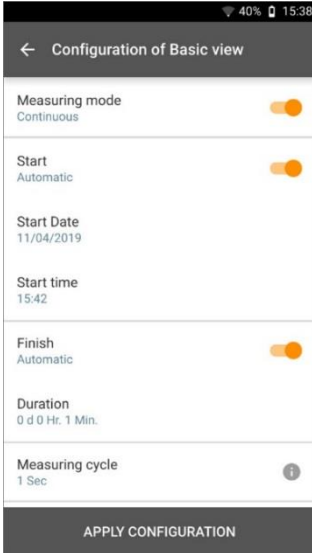 40% 15:38
Configuration of Basic view
Measuring mode
Continuous
Start
Automatic
Start Date
11/04/2019
Start time
15:42
Finish
Automatic
Duration
0 d 0 Hr. 1 Min.
Measuring cycle
1 Sec
APPLY CONFIGURATION